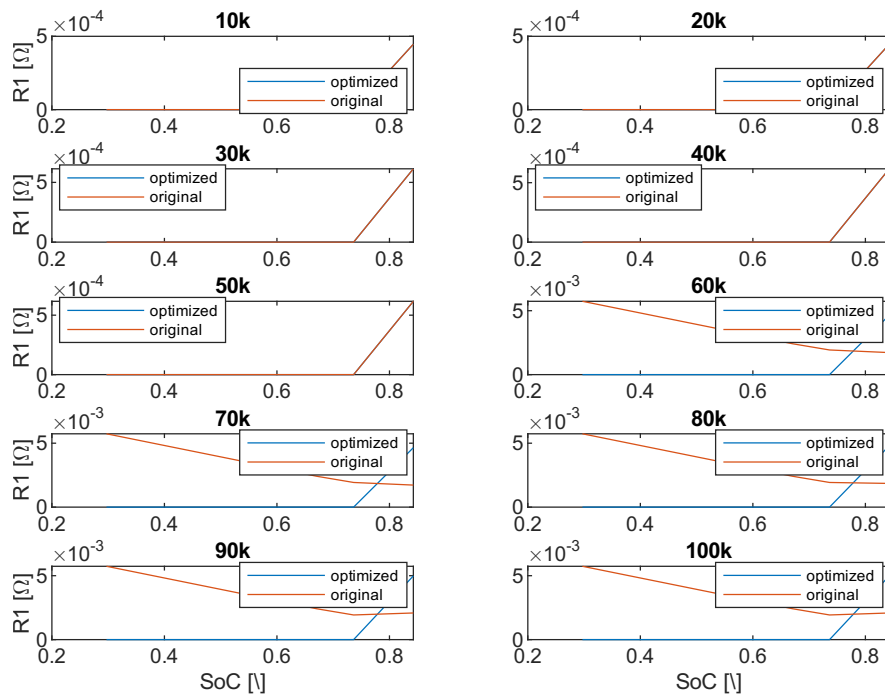 10k
×10-4
5
0
R1 [Ω]
optimized
original
0.2 0.4 0.6 0.8
20k
×10-4
5
0
optimized
original
0.2 0.4 0.6 0.8
30k
×10-4
5
0
R1 [Ω]
optimized
original
0.2 0.4 0.6 0.8
40k
×10-4
5
0
optimized
original
0.2 0.4 0.6 0.8
50k
×10-4
5
0
R1 [Ω]
optimized
original
0.2 0.4 0.6 0.8
60k
×10-3
5
0
optimized
original
0.2 0.4 0.6 0.8
70k
×10-3
5
0
R1 [Ω]
optimized
original
0.2 0.4 0.6 0.8
80k
×10-3
5
0
optimized
original
0.2 0.4 0.6 0.8
90k
×10-3
5
0
R1 [Ω]
optimized
original
0.2 0.4 0.6 0.8
SoC [\]
100k
×10-3
5
0
optimized
original
0.2 0.4 0.6 0.8
SoC [\]